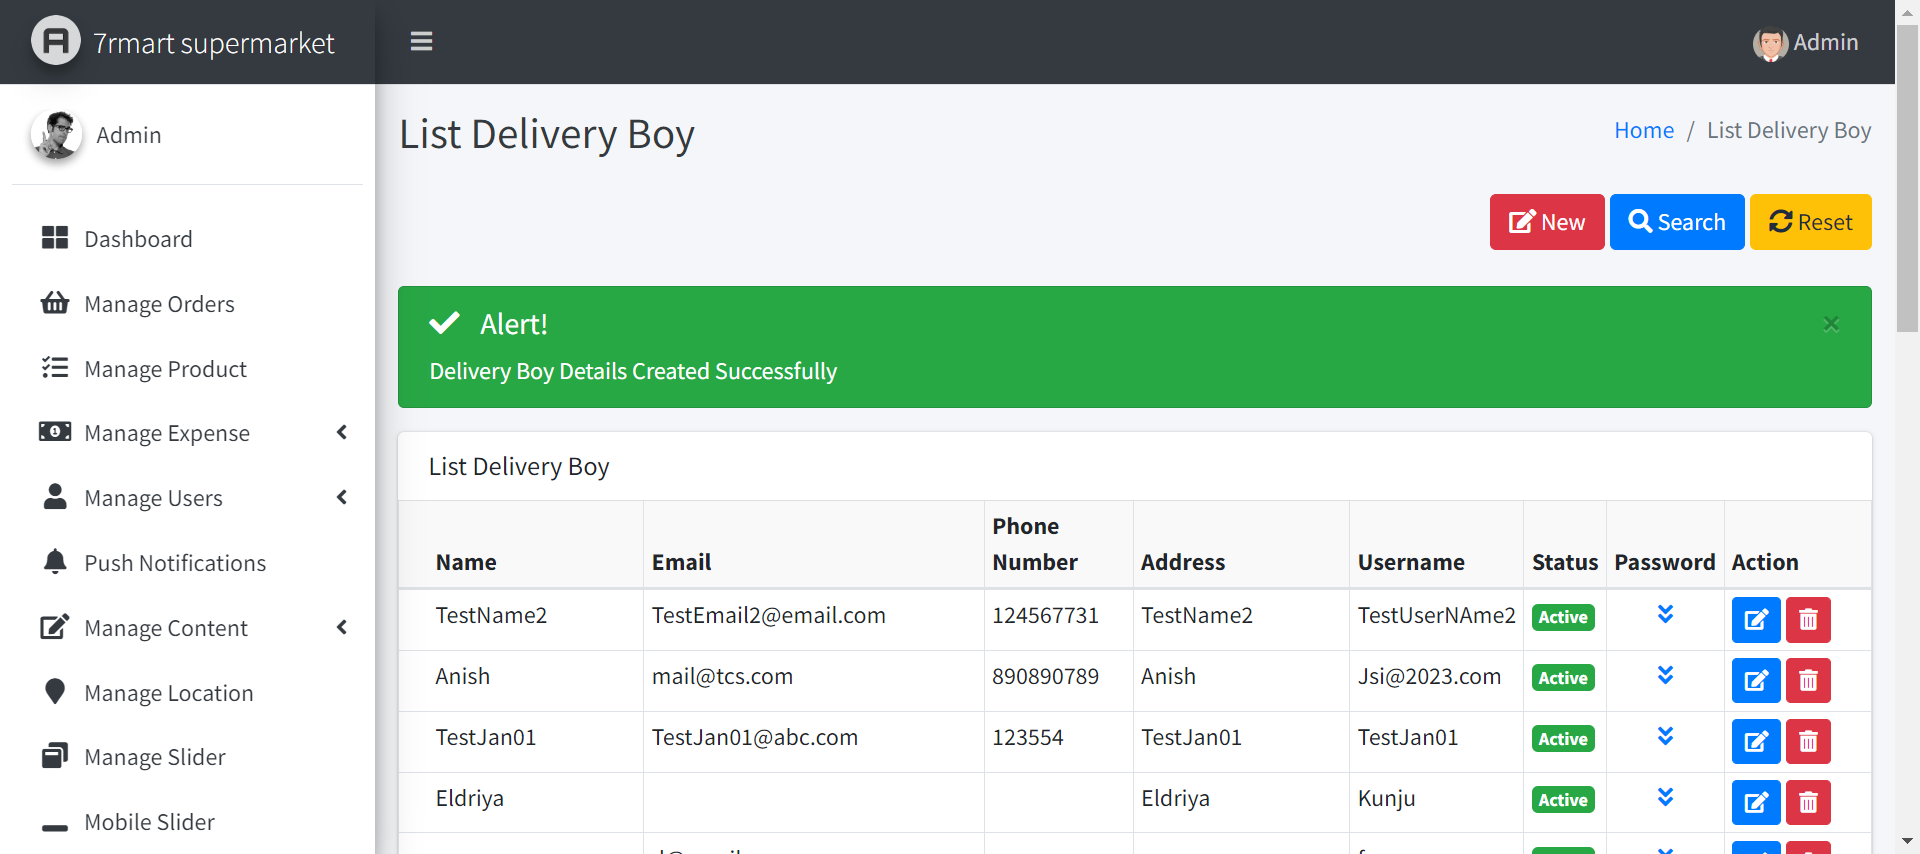 7rmart supermarket
Admin
Admin
Dashboard
Manage Orders
Manage Product
Manage Expense
Manage Users
Push Notifications
Manage Content
Manage Location
Manage Slider
Mobile Slider
List Delivery Boy
Home / List Delivery Boy
New Search Reset
Alert!
×
Delivery Boy Details Created Successfully
List Delivery Boy
Name Email Phone Number Address Username Status Password Action
TestName2 TestEmail2@email.com 124567731 TestName2 TestUserNAme2 Active
Anish mail@tcs.com 890890789 Anish Jsi@2023.com Active
TestJan01 TestJan01@abc.com 123554 TestJan01 TestJan01 Active
Eldriya Eldriya Kunju Active